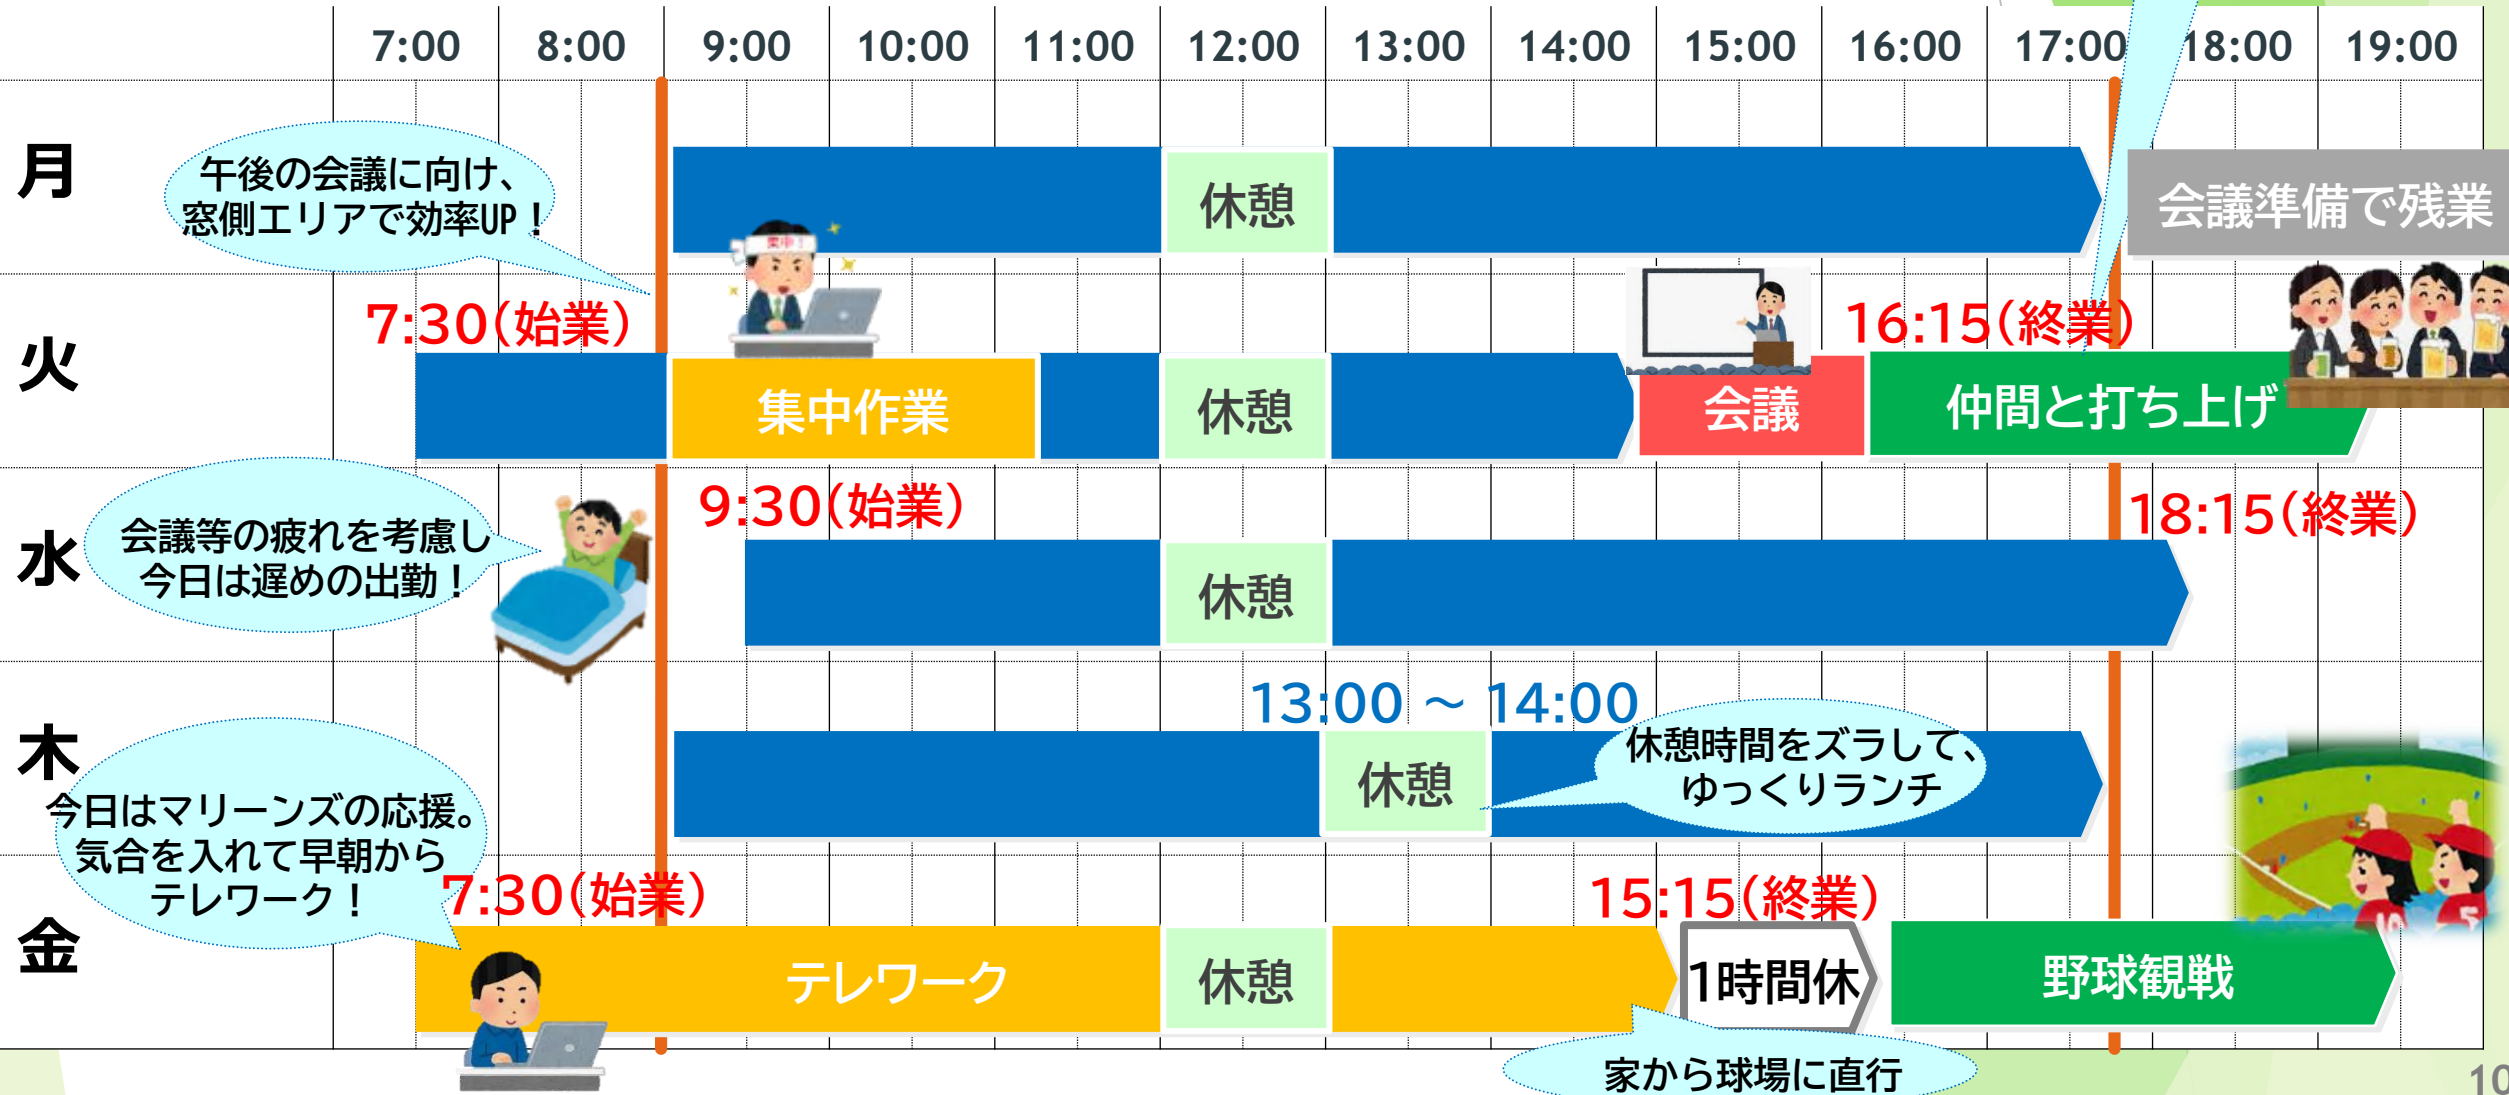 7:00 8:00 9:00 10:00 11:00 12:00 13:00 14:00 15:00 16:00 17:00 18:00 19:00
月
午後の会議に向け、
窓側エリアで効率UP！
休憩
会議準備で残業
集中！
火
7:30(始業)
16:15(終業)
集中作業
休憩
会議
仲間と打ち上げ
水
会議等の疲れを考慮し
今日は遅めの出勤！
9:30(始業)
18:15(終業)
休憩
木
13:00 ～ 14:00
休憩
休憩時間をズラして、
ゆっくりランチ
金
今日はマリーンズの応援。
気合を入れて早朝から
テレワーク！
7:30(始業)
15:15(終業)
テレワーク
休憩
1時間休
野球観戦
10 5
家から球場に直行
10